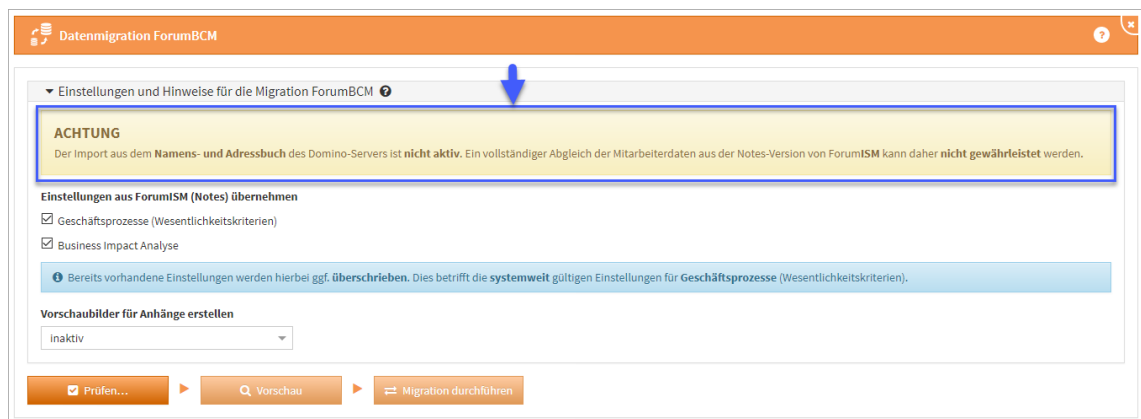 Datenmigration ForumBCM
Einstellungen und Hinweise für die Migration ForumBCM
ACHTUNG
Der Import aus dem Namens- und Adressbuch des Domino-Servers ist nicht aktiv. Ein vollständiger Abgleich der Mitarbeiterdaten aus der Notes-Version von ForumISM kann daher nicht gewährleistet werden.
Einstellungen aus ForumISM (Notes) übernehmen
Geschäftsprozesse (Wesentlichkeitskriterien)
Business Impact Analyse
Bereits vorhandene Einstellungen werden hierbei ggf. überschrieben. Dies betrifft die systemweit gültigen Einstellungen für Geschäftsprozesse (Wesentlichkeitskriterien).
Vorschaubilder für Anhänge erstellen
inaktiv
Prüfen... Vorschau Migration durchführen